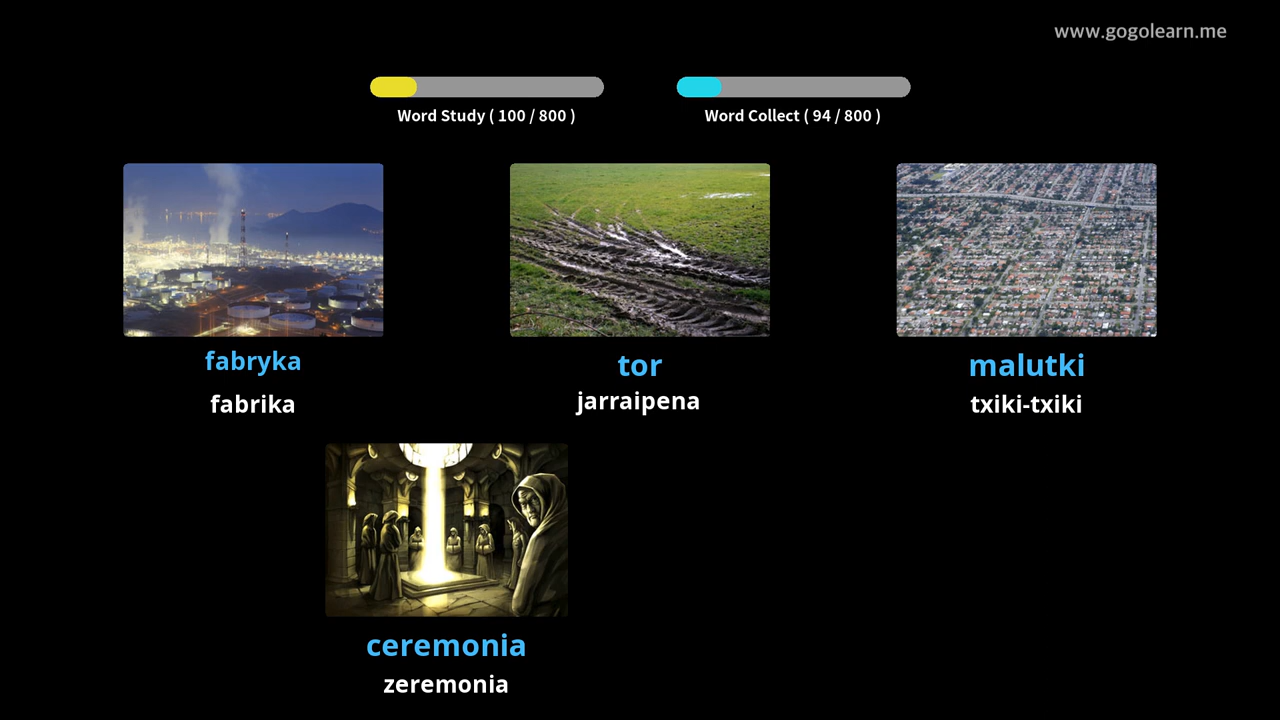 www.gogolearn.me
Word Study ( 100 / 800 )
Word Collect ( 94 / 800 )
fabryka
fabrika
tor
jarraipena
malutki
txiki-txiki
ceremonia
zeremonia